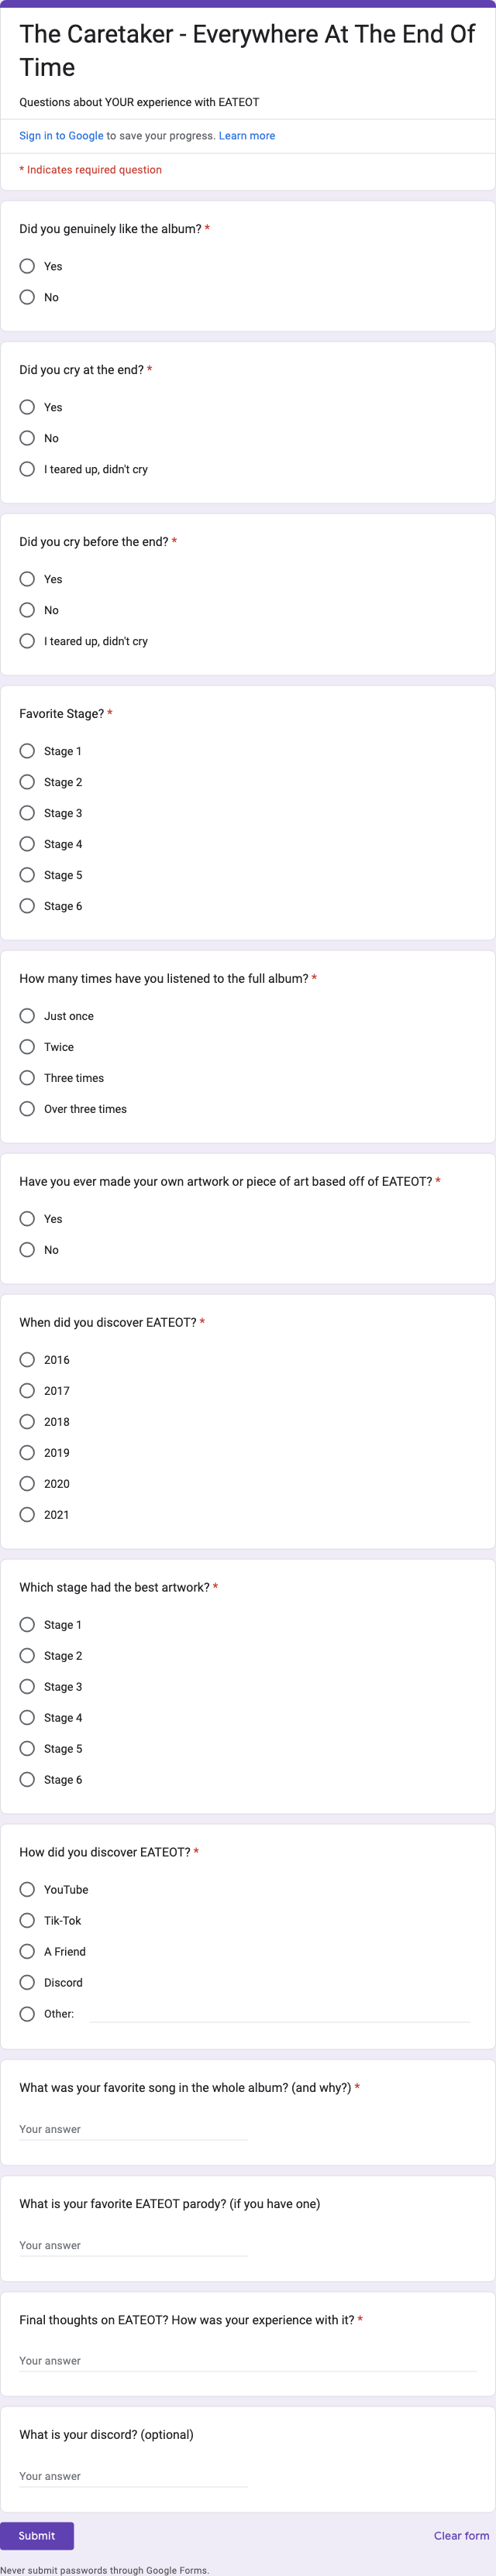 The Caretaker - Everywhere At The End Of
Time
Questions about YOUR experience with EATEOT
Sign in to Google to save your progress. Learn more
* Indicates required question
Did you genuinely like the album? *
Yes
No
Did you cry at the end? *
Yes
No
I teared up, didn't cry
Did you cry before the end? *
Yes
No
I teared up, didn't cry
Favorite Stage? *
Stage 1
Stage 2
Stage 3
Stage 4
Stage 5
Stage 6
How many times have you listened to the full album? *
Just once
Twice
Three times
Over three times
Have you ever made your own artwork or piece of art based off of EATEOT? *
Yes
No
When did you discover EATEOT? *
2016
2017
2018
2019
2020
2021
Which stage had the best artwork? *
Stage 1
Stage 2
Stage 3
Stage 4
Stage 5
Stage 6
How did you discover EATEOT? *
YouTube
Tik-Tok
A Friend
Discord
Other:
What was your favorite song in the whole album? (and why?) *
Your answer
What is your favorite EATEOT parody? (if you have one)
Your answer
Final thoughts on EATEOT? How was your experience with it? *
Your answer
What is your discord? (optional)
Your answer
Submit Clear form
Never submit passwords through Google Forms.